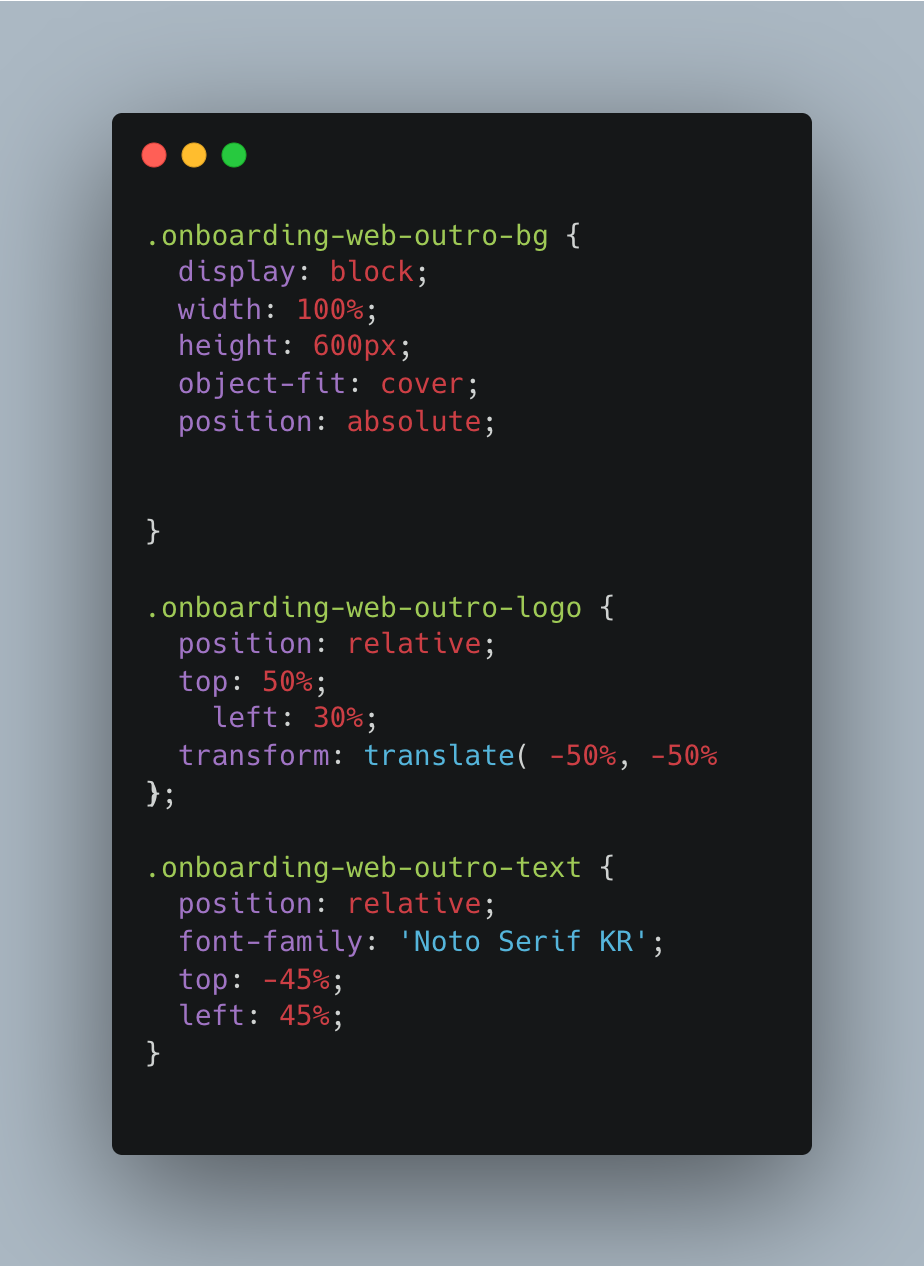 .onboarding-web-outro-bg {
  display: block;
  width: 100%;
  height: 600px;
  object-fit: cover;
  position: absolute;
}
.onboarding-web-outro-logo {
  position: relative;
  top: 50%;
    left: 30%;
  transform: translate( -50%, -50%
};
.onboarding-web-outro-text {
  position: relative;
  font-family: 'Noto Serif KR';
  top: -45%;
  left: 45%;
}